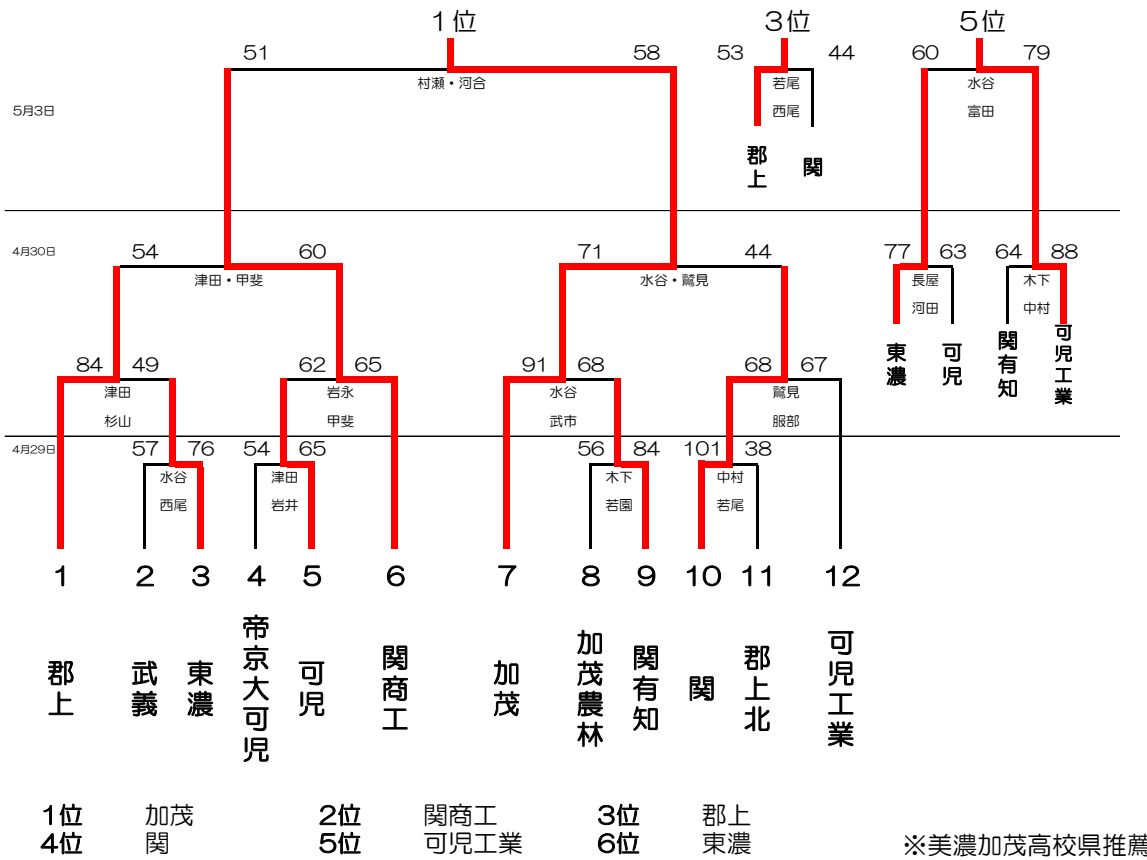 1位 3位 5位
51 58 53 44 60 79
村瀬・河合 若尾 水谷
西尾 富田
5月3日
郡上 関
4月30日 54 60 71 44 77 63 64 88
津田・甲斐 水谷・鷲見 長屋 木下
河田 中村
東濃 可児 関有知 可児工業
84 49 62 65 91 68 68 67
津田 岩永 水谷 鷲見
杉山 甲斐 武市 服部
4月29日 57 76 54 65 56 84 101 38
水谷 津田 木下 中村
西尾 岩井 若園 若尾
1 2 3 4 5 6 7 8 9 10 11 12
郡上 武義 東濃 帝京大可児 可児 関商工 加茂 加茂農林 関有知 関 郡上北 可児工業
1位 加茂 2位 関商工 3位 郡上
4位 関 5位 可児工業 6位 東濃 ※美濃加茂高校県推薦